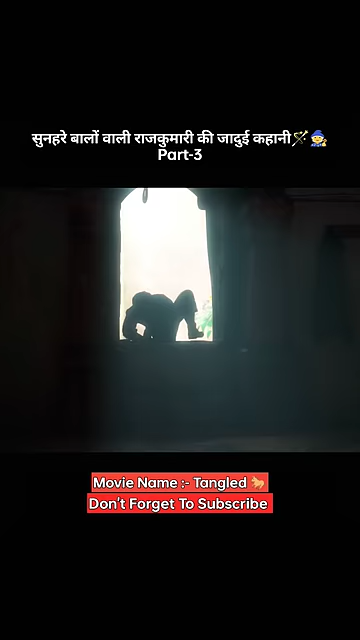 सुनहरे बालों वाली राजकुमारी की जादुई कहानी🪄🧙
Part-3
Movie Name :- Tangled 🐎
Don't Forget To Subscribe